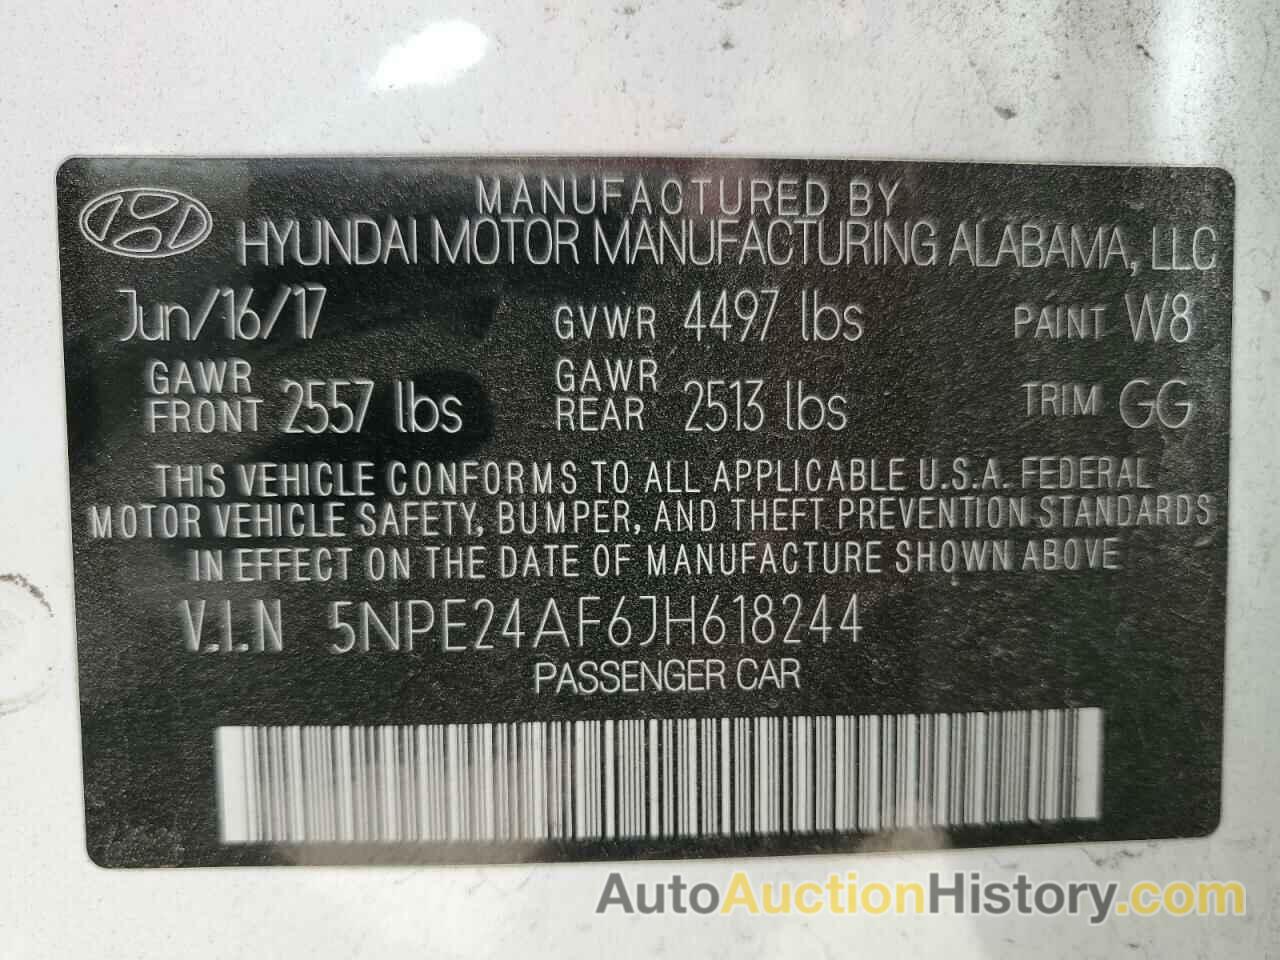 MANUFACTURED BY
HYUNDAI MOTOR MANUFACTURING ALABAMA, LLC
Jun/16/17 GVWR 4497 lbs PAINT W8
GAWR FRONT 2557 lbs GAWR REAR 2513 lbs TRIM GG
THIS VEHICLE CONFORMS TO ALL APPLICABLE U.S.A. FEDERAL
MOTOR VEHICLE SAFETY, BUMPER, AND THEFT PREVENTION STANDARDS
IN EFFECT ON THE DATE OF MANUFACTURE SHOWN ABOVE
V.I.N 5NPE24AF6JH618244
PASSENGER CAR
AutoAuctionHistory.com